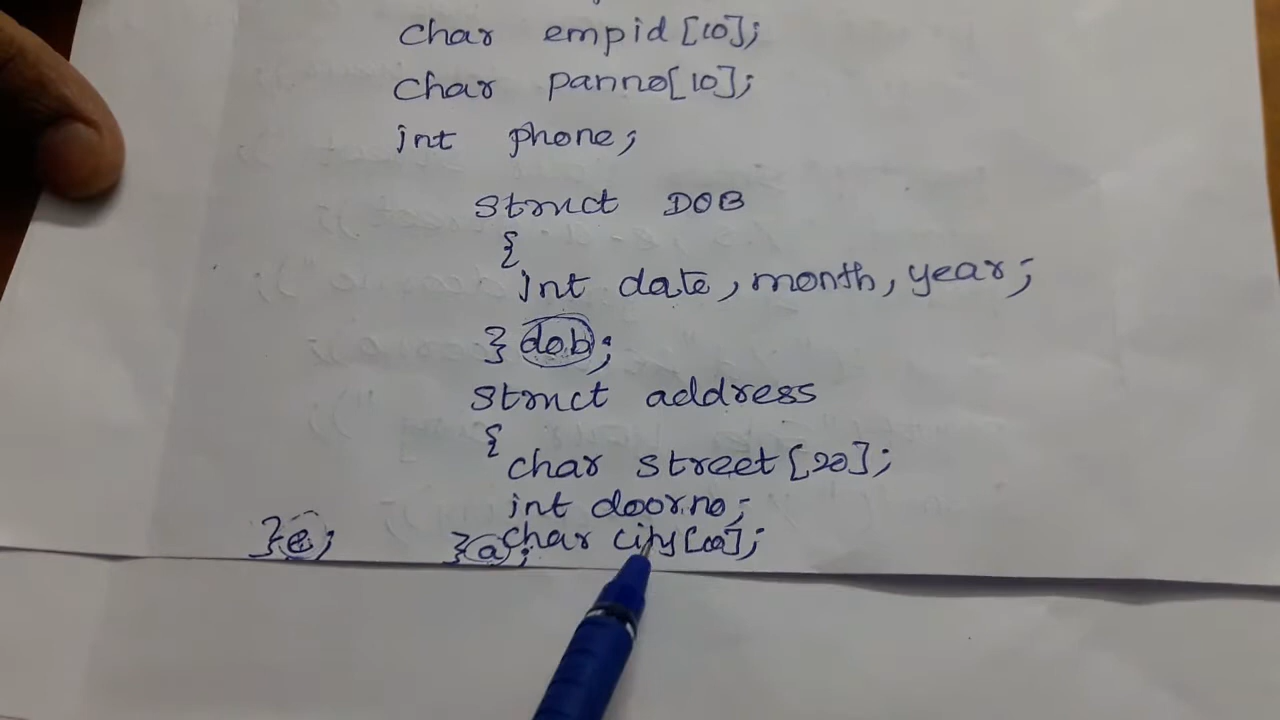 char empid[10];
char panno[10];
int phone;
struct DOB
{
int date, month, year;
} dob;
struct address
{
char street[20];
int doorno;
char city[20];
} a;
} e;